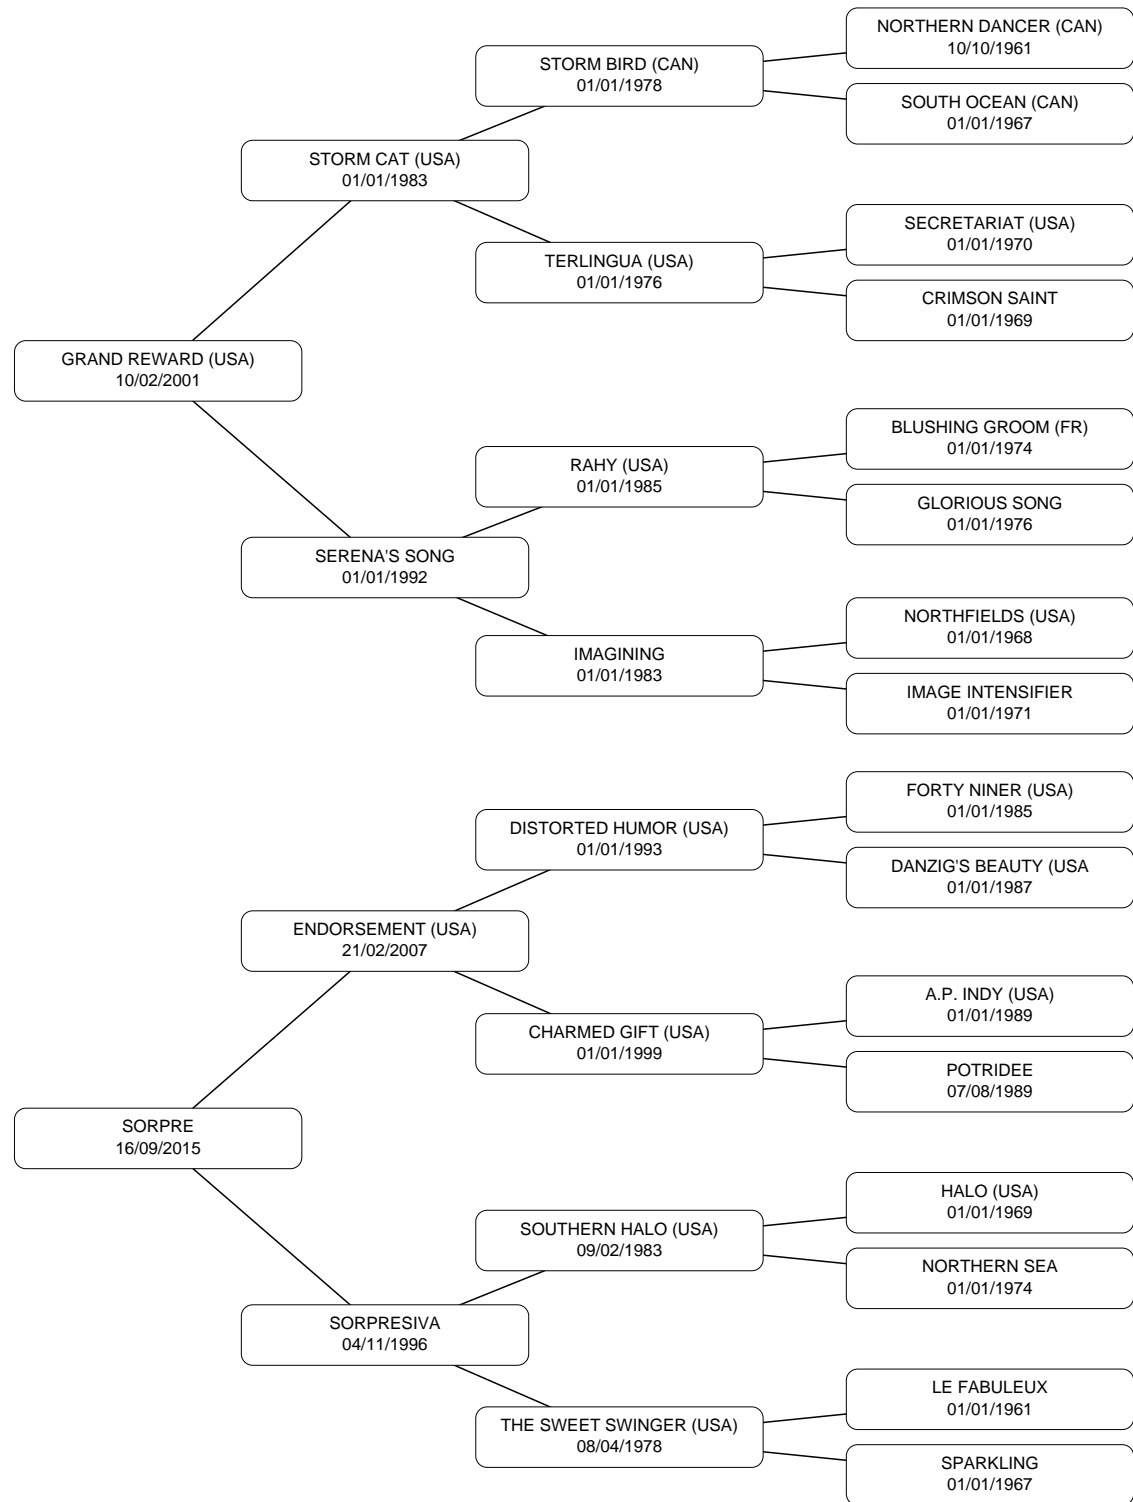 NORTHERN DANCER (CAN)
10/10/1961
STORM BIRD (CAN)
01/01/1978
SOUTH OCEAN (CAN)
01/01/1967
STORM CAT (USA)
01/01/1983
SECRETARIAT (USA)
01/01/1970
TERLINGUA (USA)
01/01/1976
CRIMSON SAINT
01/01/1969
GRAND REWARD (USA)
10/02/2001
BLUSHING GROOM (FR)
01/01/1974
RAHY (USA)
01/01/1985
GLORIOUS SONG
01/01/1976
SERENA'S SONG
01/01/1992
NORTHFIELDS (USA)
01/01/1968
IMAGINING
01/01/1983
IMAGE INTENSIFIER
01/01/1971
FORTY NINER (USA)
01/01/1985
DISTORTED HUMOR (USA)
01/01/1993
DANZIG'S BEAUTY (USA
01/01/1987
ENDORSEMENT (USA)
21/02/2007
A.P. INDY (USA)
01/01/1989
CHARMED GIFT (USA)
01/01/1999
POTRIDEE
07/08/1989
SORPRE
16/09/2015
HALO (USA)
01/01/1969
SOUTHERN HALO (USA)
09/02/1983
NORTHERN SEA
01/01/1974
SORPRESIVA
04/11/1996
LE FABULEUX
01/01/1961
THE SWEET SWINGER (USA)
08/04/1978
SPARKLING
01/01/1967